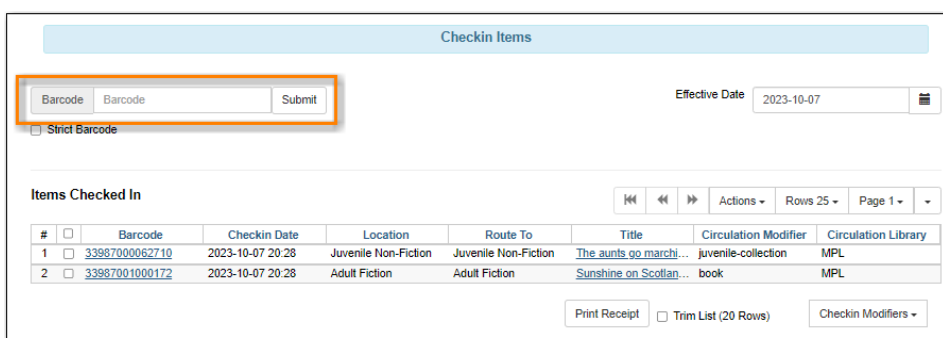 Checkin Items
Barcode Barcode Submit
Effective Date 2023-10-07
Strict Barcode
Items Checked In
Actions Rows 25 Page 1
# Barcode Checkin Date Location Route To Title Circulation Modifier Circulation Library
1 33987000062710 2023-10-07 20:28 Juvenile Non-Fiction Juvenile Non-Fiction The aunts go marchi... juvenile-collection MPL
2 33987001000172 2023-10-07 20:28 Adult Fiction Adult Fiction Sunshine on Scotlan... book MPL
Print Receipt Trim List (20 Rows) Checkin Modifiers